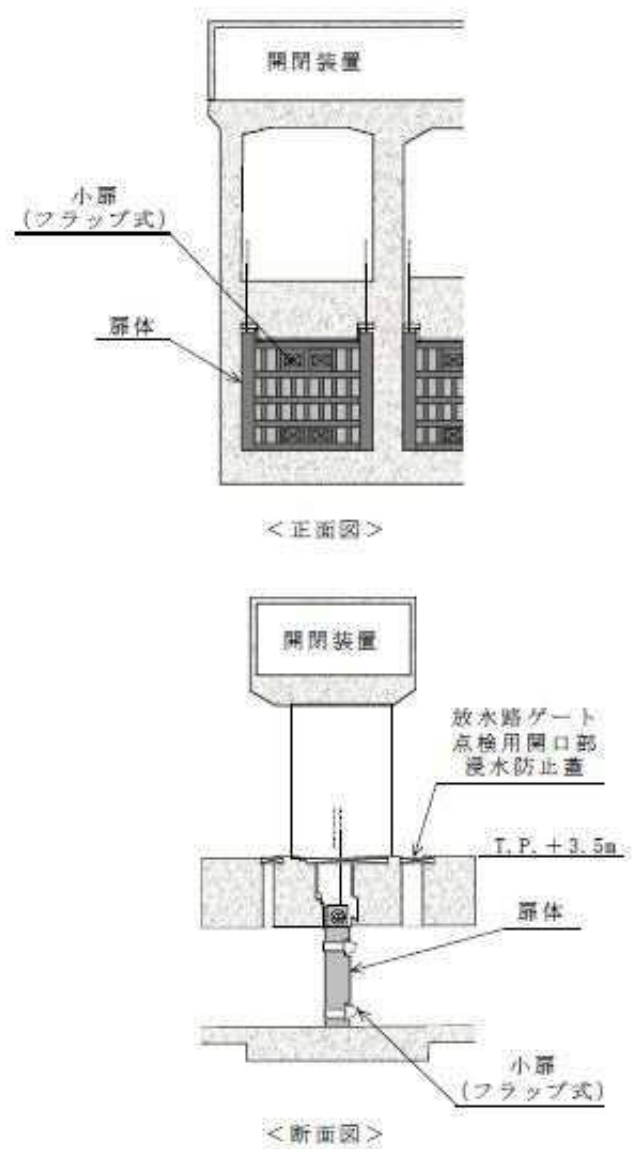 開閉装置
小扉
(フラップ式)
扉体
<正面図>
開閉装置
放水路ゲート
点検用開口部
浸水防止蓋
T.P.+3.5m
扉体
小扉
(フラップ式)
<断面図>